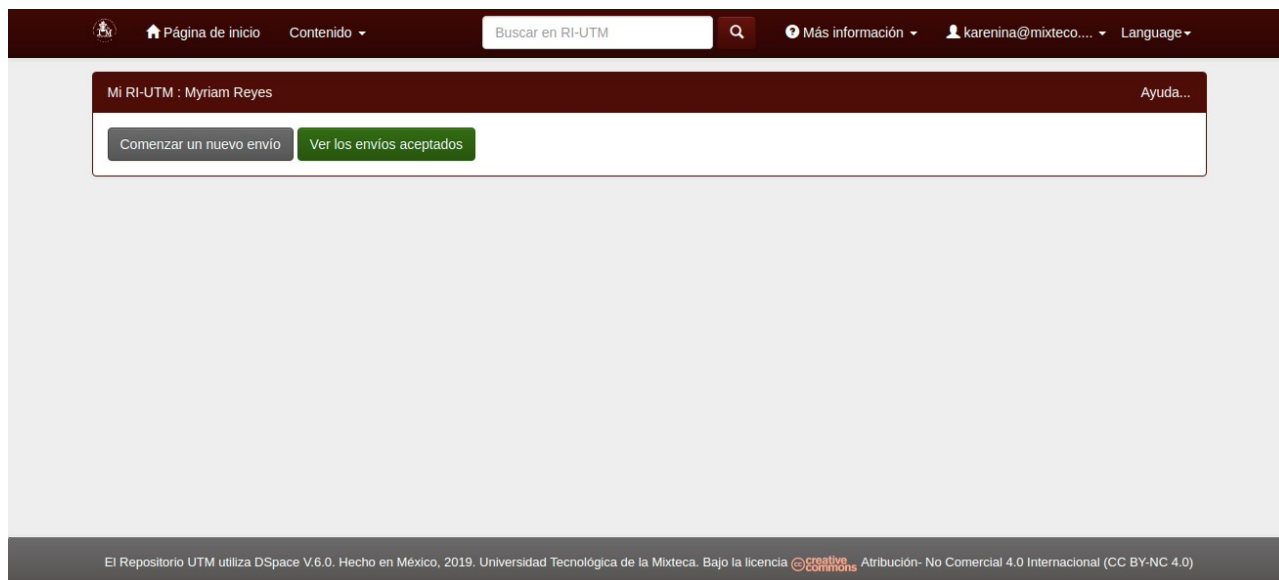 Página de inicio Contenido Buscar en RI-UTM Más información karenina@mixteco.... Language
Mi RI-UTM : Myriam Reyes Ayuda...
Comenzar un nuevo envío Ver los envíos aceptados
El Repositorio UTM utiliza DSpace V.6.0. Hecho en México, 2019. Universidad Tecnológica de la Mixteca. Bajo la licencia creative commons Atribución- No Comercial 4.0 Internacional (CC BY-NC 4.0)